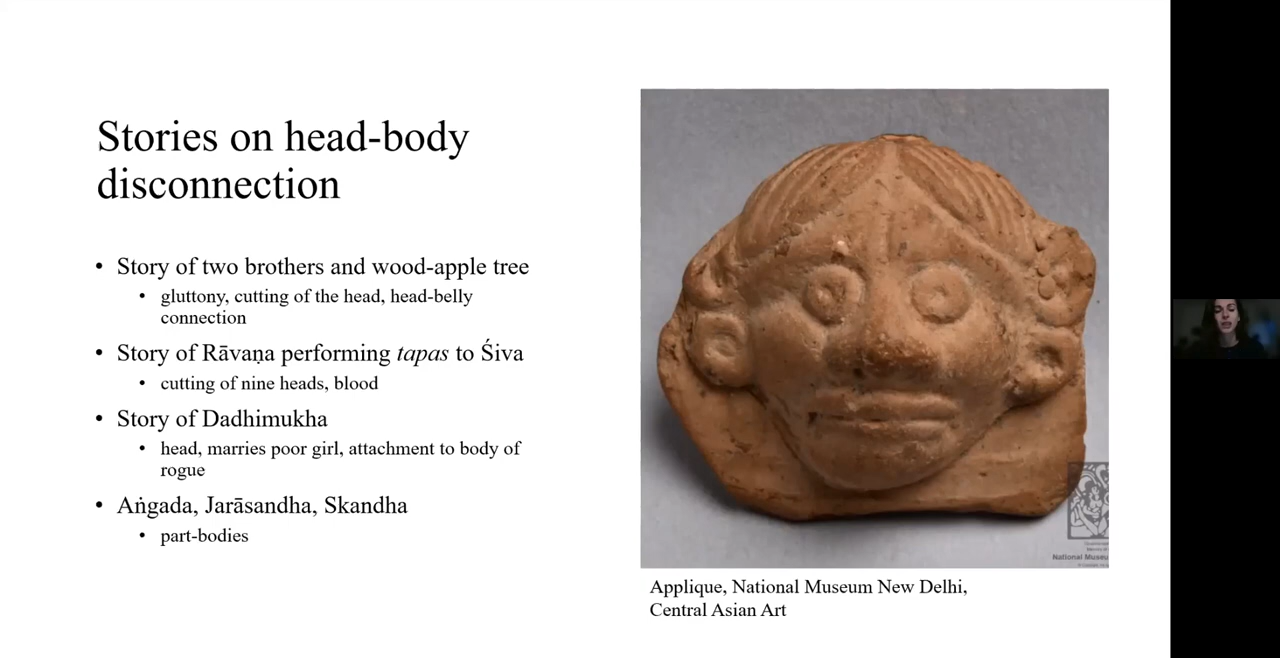 Stories on head-body
disconnection
• Story of two brothers and wood-apple tree
• gluttony, cutting of the head, head-belly
connection
• Story of Rāvaṇa performing tapas to Śiva
• cutting of nine heads, blood
• Story of Dadhimukha
• head, marries poor girl, attachment to body of
rogue
• Aṅgada, Jarāsandha, Skandha
• part-bodies
National Museu
Applique, National Museum New Delhi,
Central Asian Art